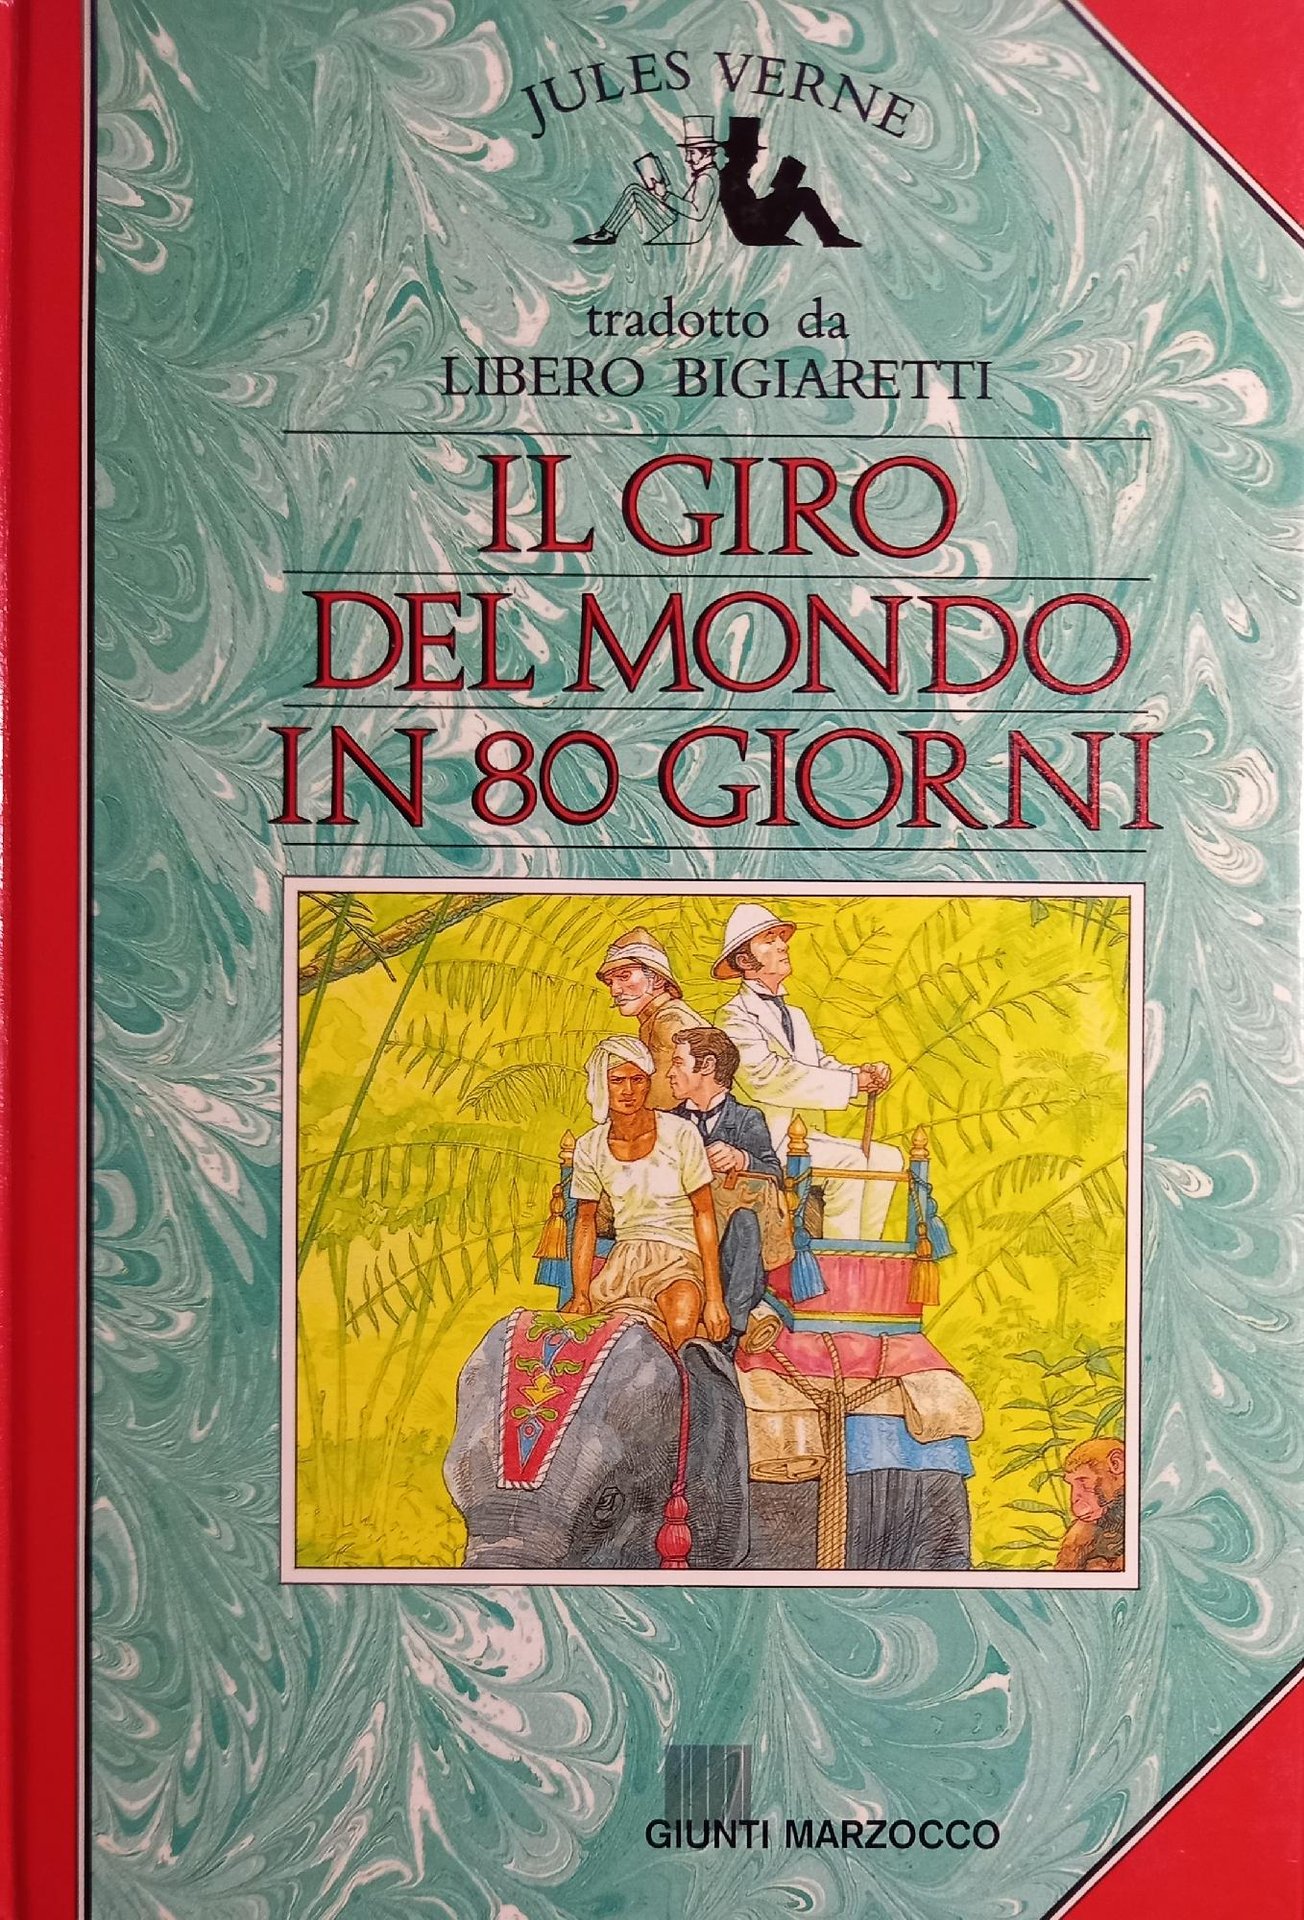 JULES VERNE
tradotto da
LIBERO BIGIARETTI
IL GIRO
DEL MONDO
IN 80 GIORNI
GIUNTI MARZOCCO